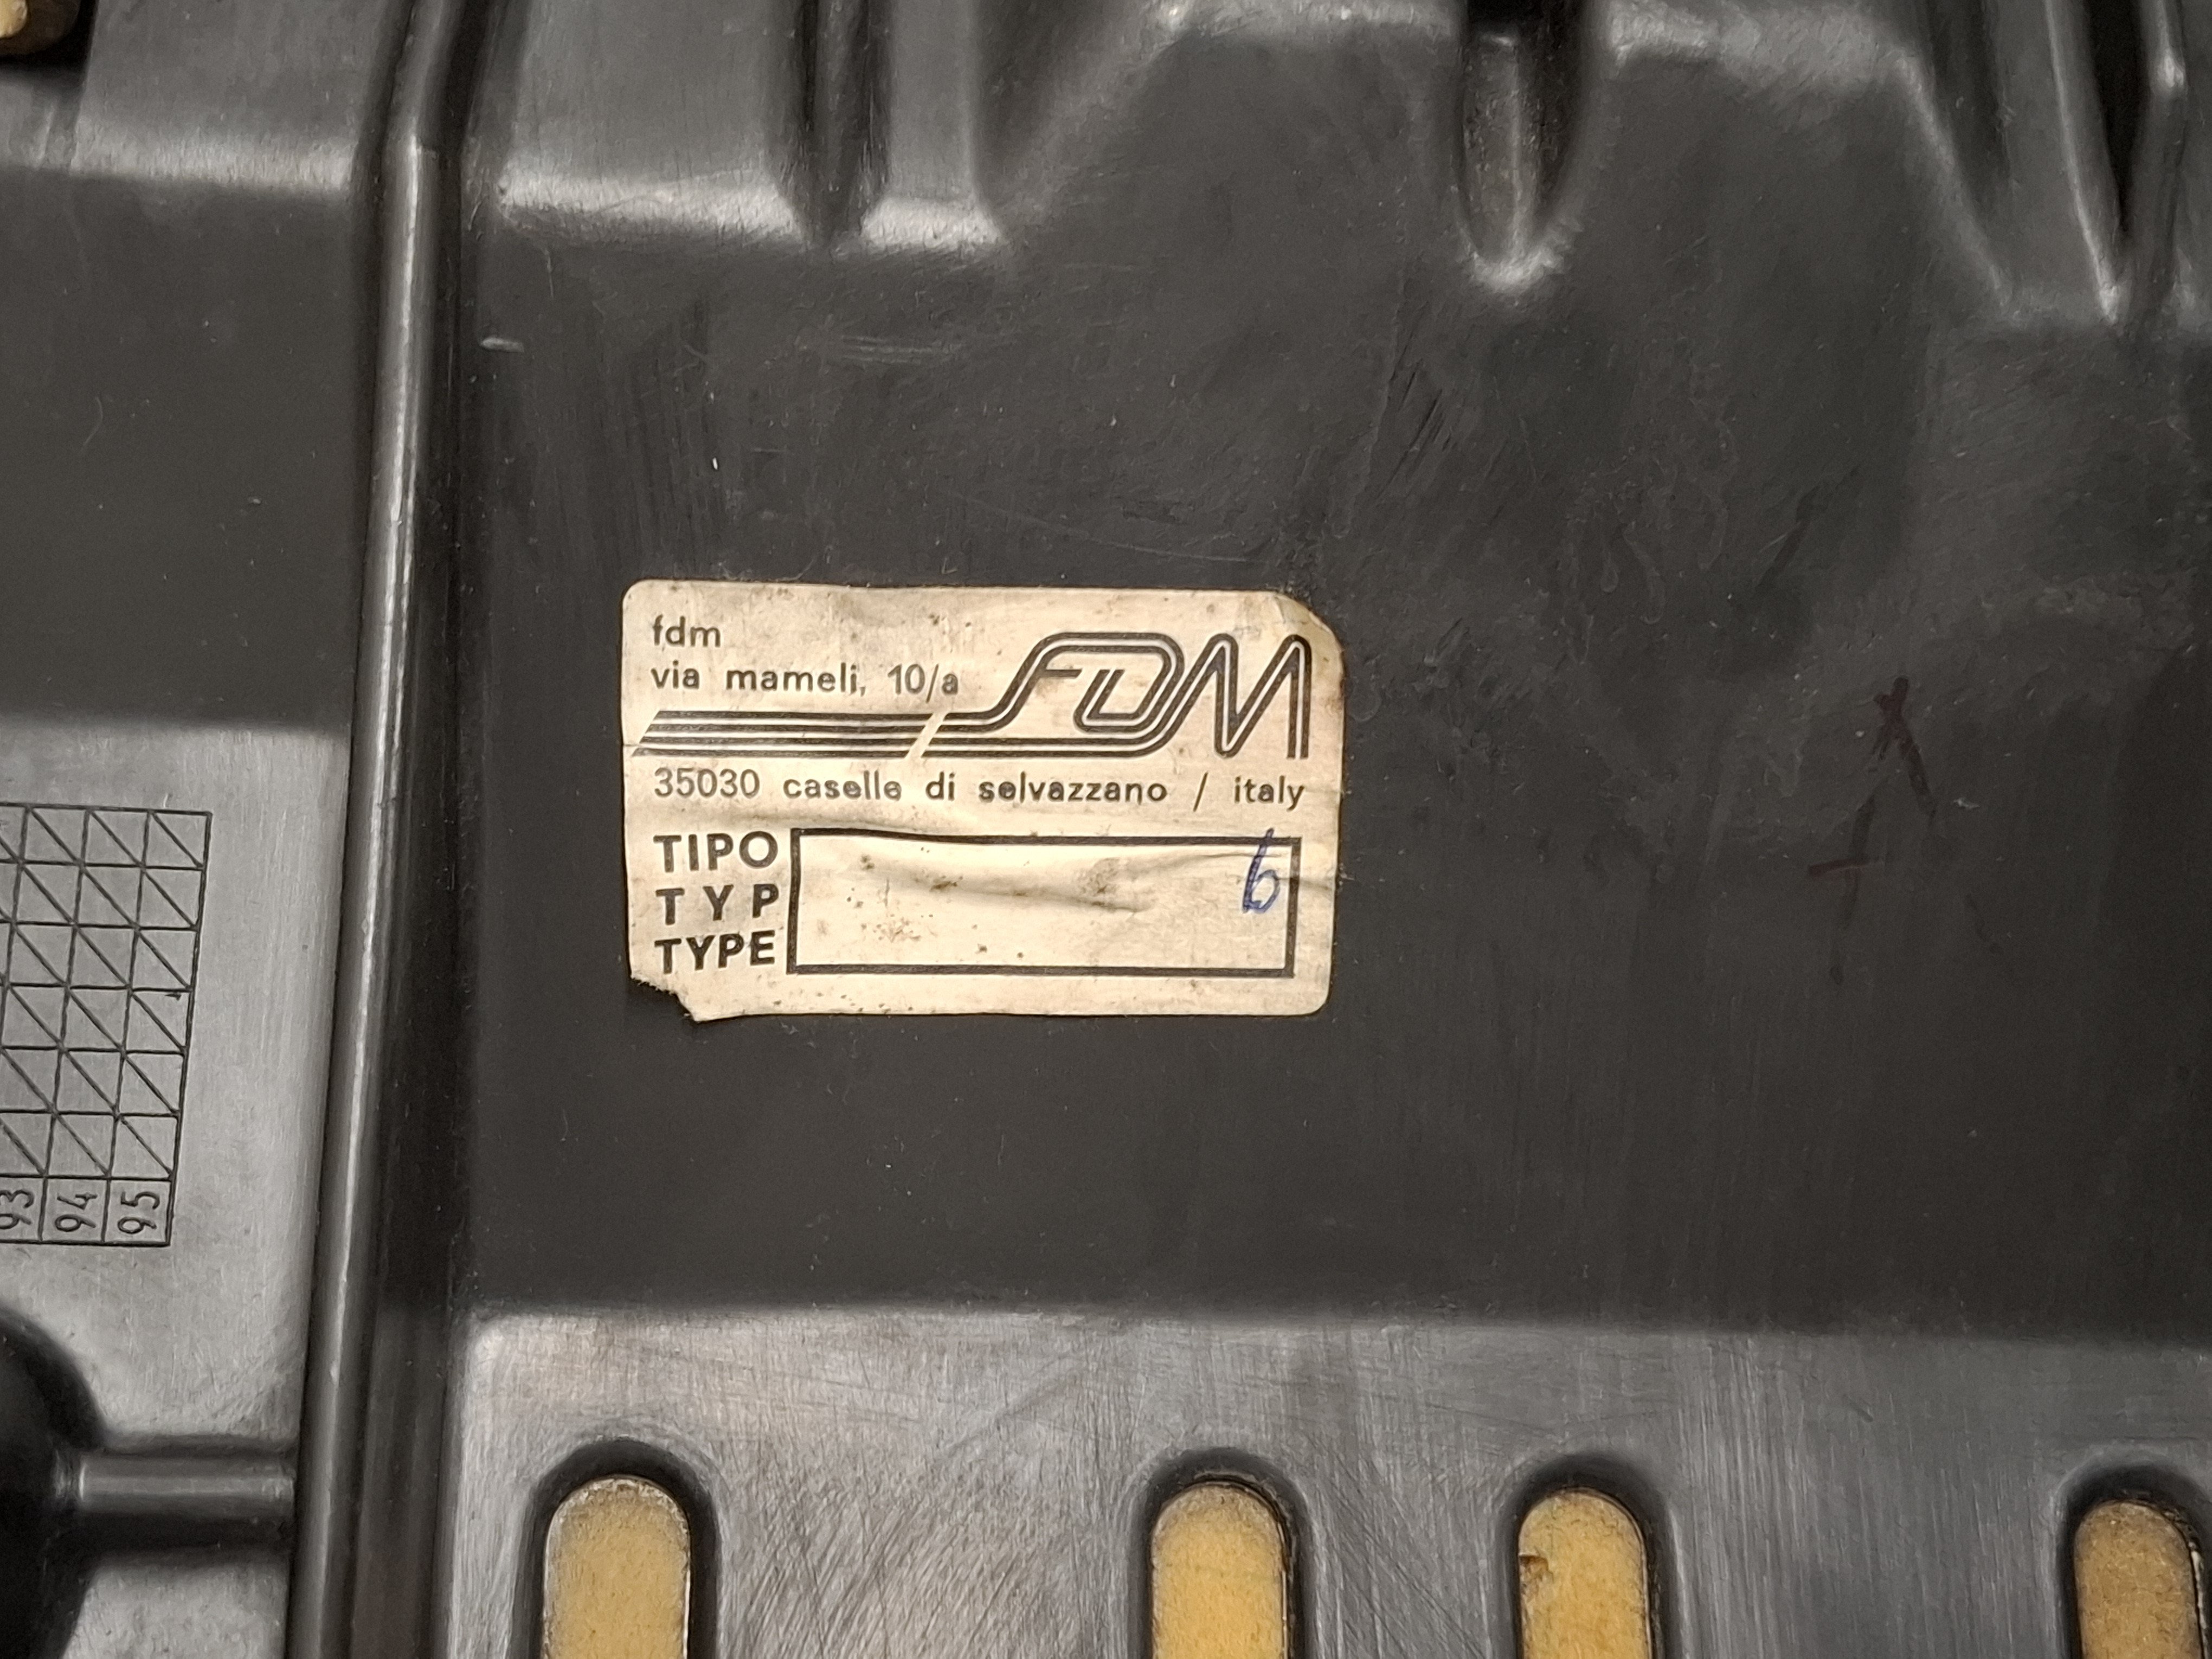 fdm
via mameli, 10/a
FDM
35030 caselle di selvazzano / italy
TIPO
TYP
TYPE
6
93
94
95